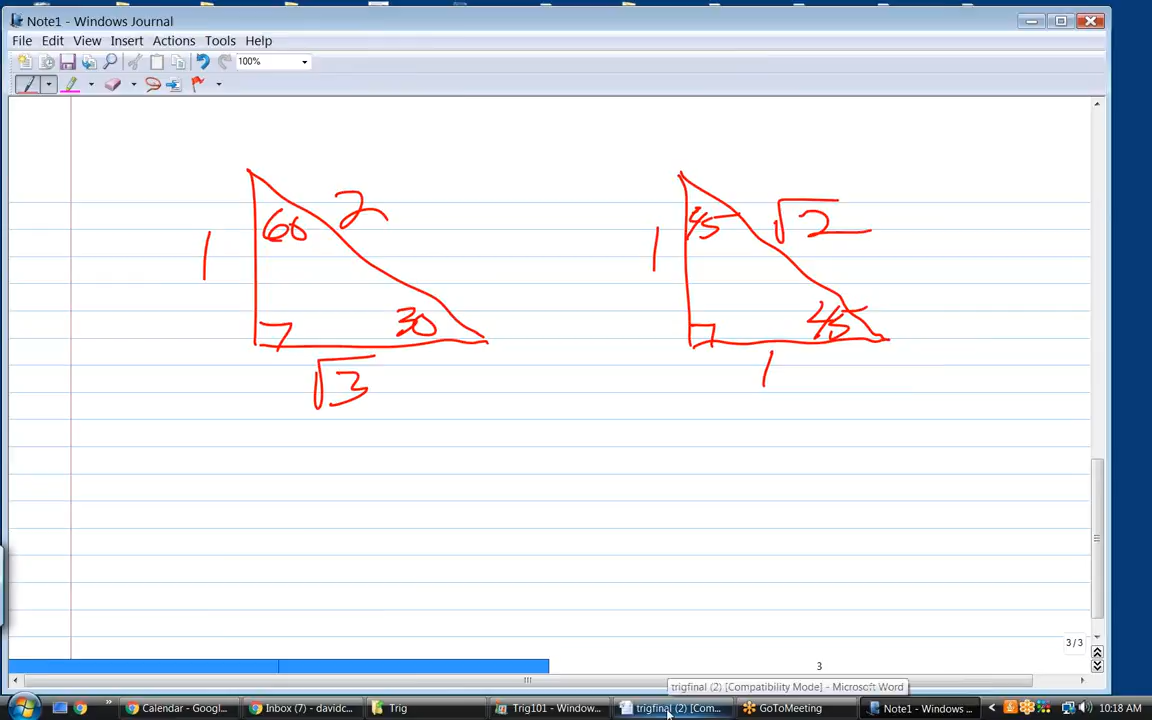 Note1 - Windows Journal
File Edit View Insert Actions Tools Help
100%
60 2
1
30
√3
45 √2
1
45
1
3 / 3
3
trigfinal (2) [Compatibility Mode] - Microsoft Word
Calendar - Googl... Inbox (7) - davidc... Trig Trig101 - Window... trigfinal (2) [Com... GoToMeeting Note1 - Windows ... 10:18 AM